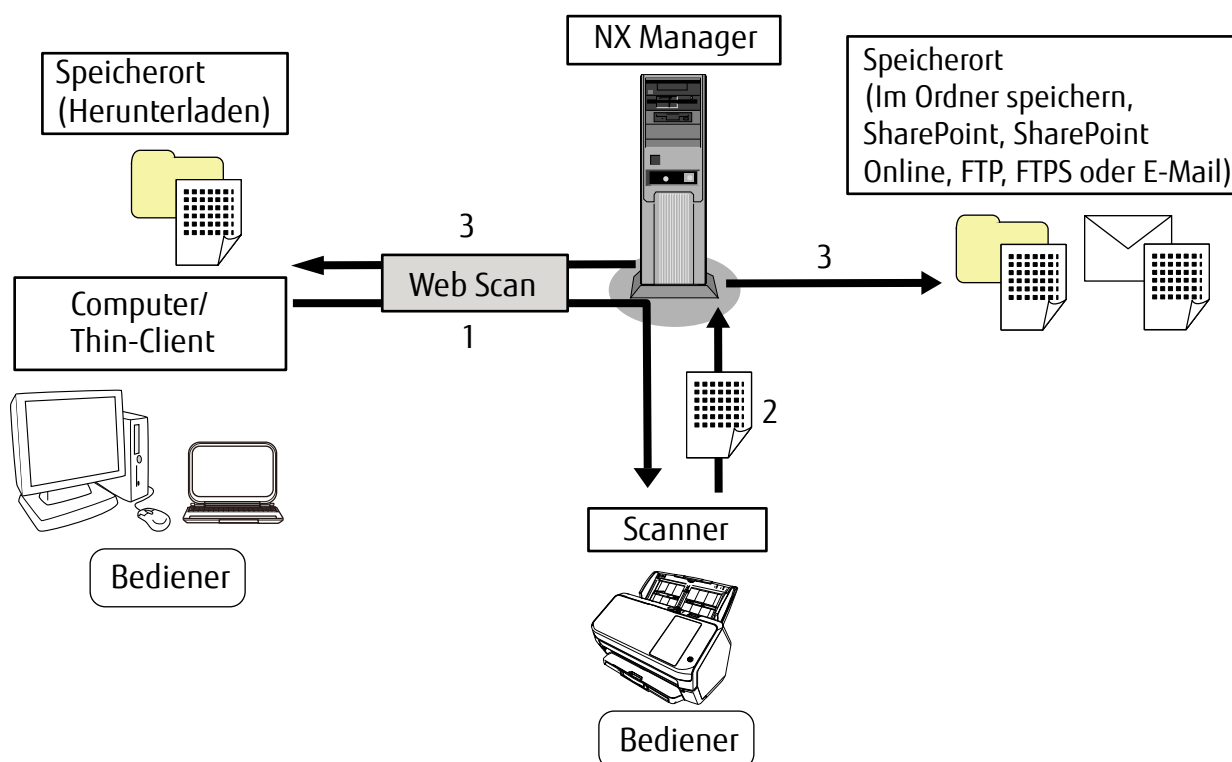 NX Manager
Speicherort
(Herunterladen)
Speicherort
(Im Ordner speichern,
SharePoint, SharePoint
Online, FTP, FTPS oder E-Mail)
3
Web Scan
1
3
Computer/
Thin-Client
2
Scanner
Bediener
Bediener